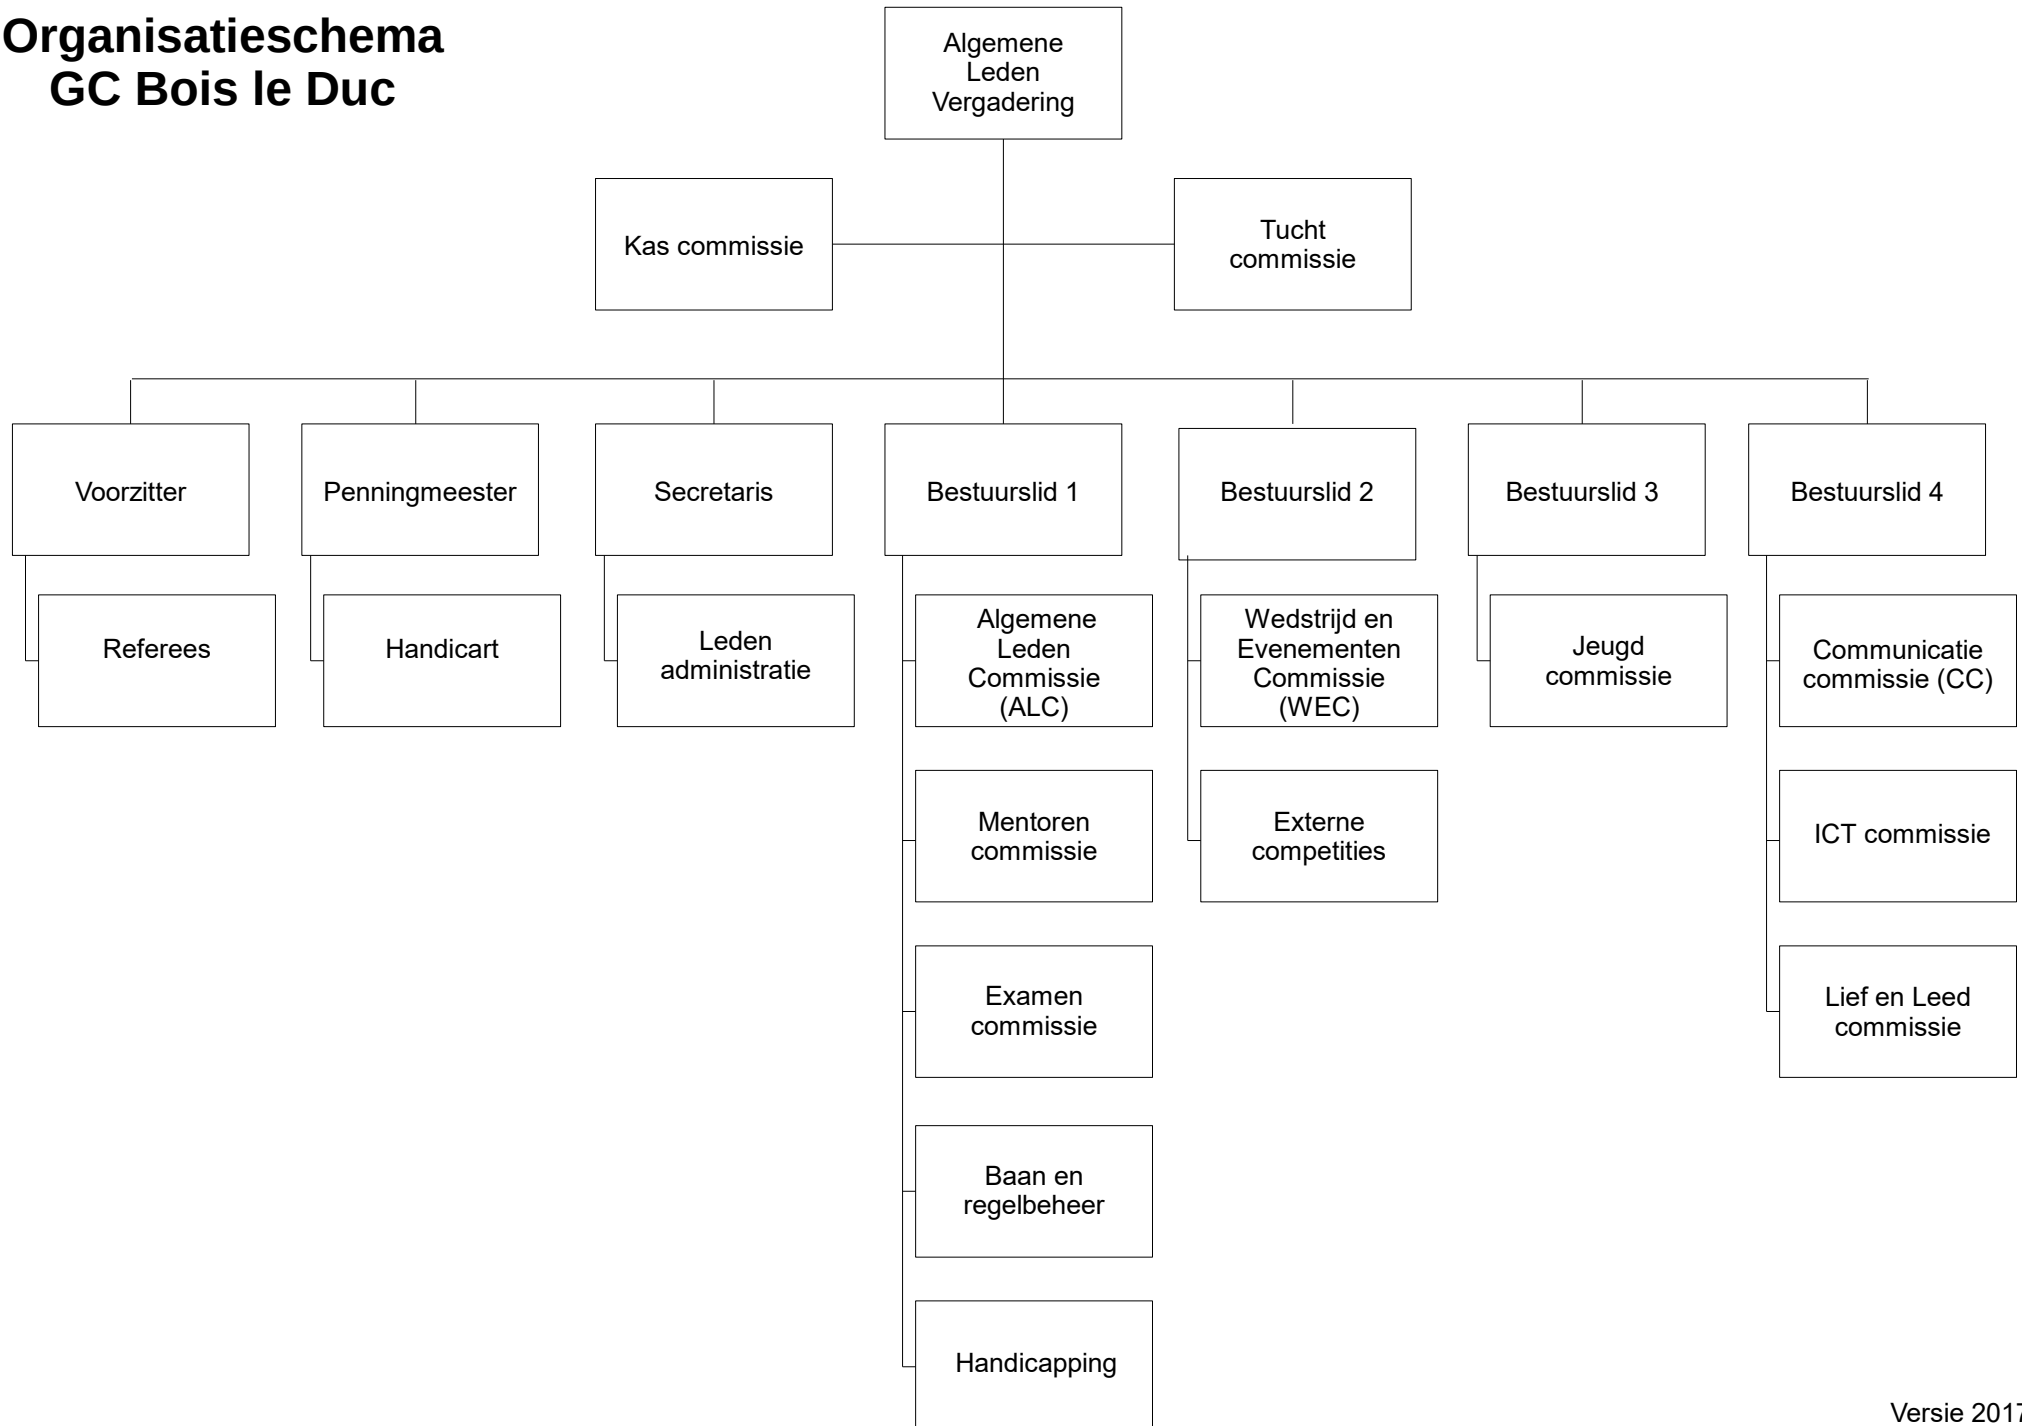 Organisatieschema
GC Bois le Duc
Algemene
Leden
Vergadering
Kas commissie
Tucht
commissie
Voorzitter
Penningmeester
Secretaris
Bestuurslid 1
Bestuurslid 2
Bestuurslid 3
Bestuurslid 4
Referees
Handicart
Leden
administratie
Algemene
Leden
Commissie
(ALC)
Wedstrijd en
Evenementen
Commissie
(WEC)
Jeugd
commissie
Communicatie
commissie (CC)
Mentoren
commissie
Externe
competities
ICT commissie
Examen
commissie
Lief en Leed
commissie
Baan en
regelbeheer
Handicapping
Versie 2017